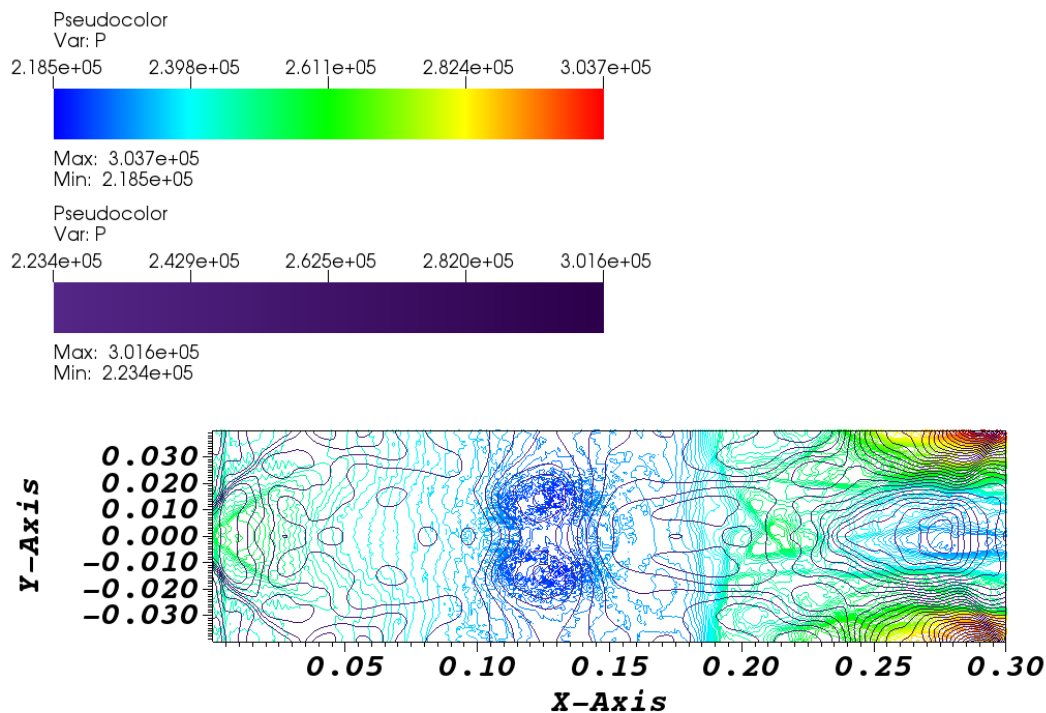 Pseudocolor
Var: P
2.185e+05 2.398e+05 2.611e+05 2.824e+05 3.037e+05
Max: 3.037e+05
Min: 2.185e+05
Pseudocolor
Var: P
2.234e+05 2.429e+05 2.625e+05 2.820e+05 3.016e+05
Max: 3.016e+05
Min: 2.234e+05
Y-Axis
0.030
0.020
0.010
0.000
-0.010
-0.020
-0.030
0.05 0.10 0.15 0.20 0.25 0.30
X-Axis